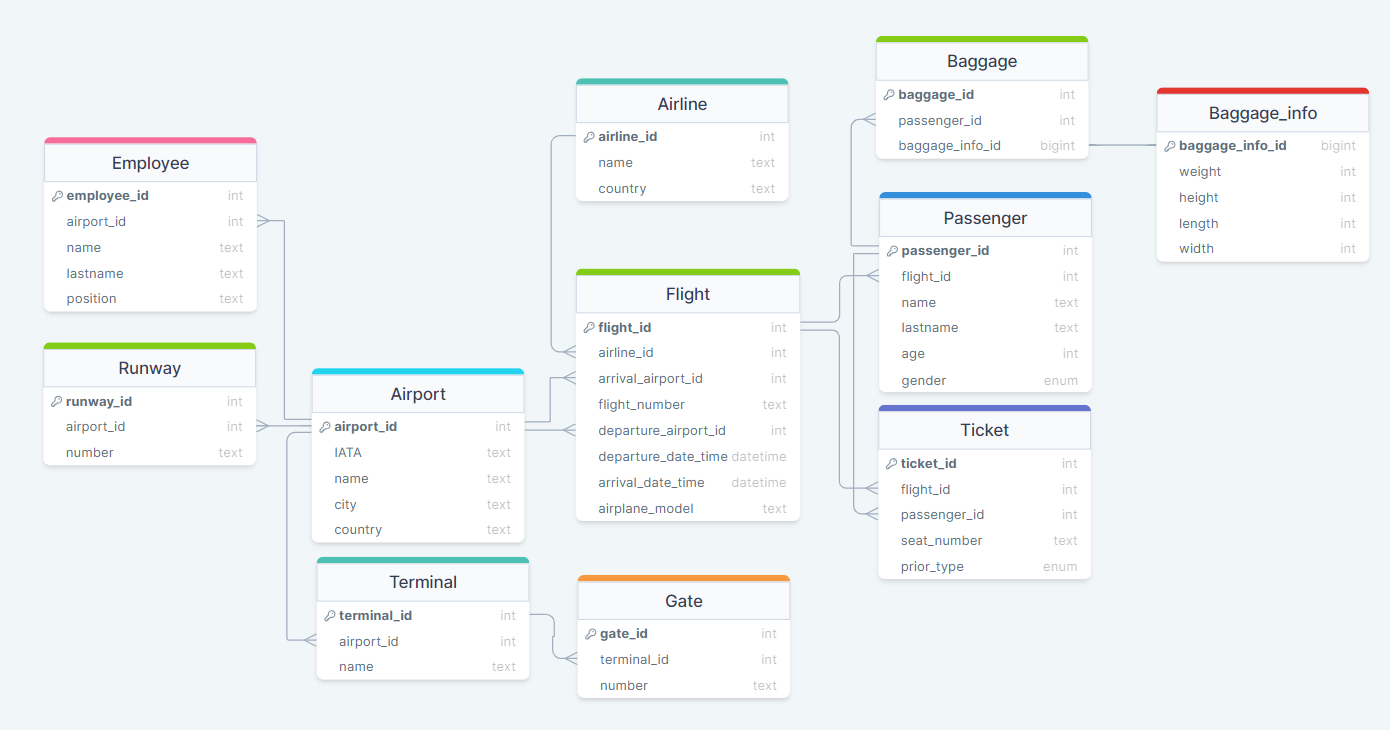 Employee
employee_id int
airport_id int
name text
lastname text
position text
Runway
runway_id int
airport_id int
number text
Airport
airport_id int
IATA text
name text
city text
country text
Terminal
terminal_id int
airport_id int
name text
Airline
airline_id int
name text
country text
Flight
flight_id int
airline_id int
arrival_airport_id int
flight_number text
departure_airport_id int
departure_date_time datetime
arrival_date_time datetime
airplane_model text
Gate
gate_id int
terminal_id int
number text
Baggage
baggage_id int
passenger_id int
baggage_info_id bigint
Passenger
passenger_id int
flight_id int
name text
lastname text
age int
gender enum
Ticket
ticket_id int
flight_id int
passenger_id int
seat_number text
prior_type enum
Baggage_info
baggage_info_id bigint
weight int
height int
length int
width int